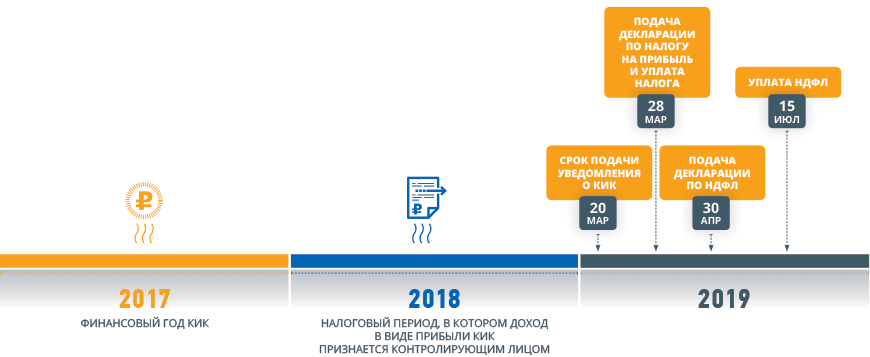 ПОДАЧА
ДЕКЛАРАЦИИ
ПО НАЛОГУ
НА ПРИБЫЛЬ
И УПЛАТА
НАЛОГА
28
МАР
УПЛАТА НДФЛ
15
ИЮЛ
СРОК ПОДАЧИ
УВЕДОМЛЕНИЯ
О КИК
20
МАР
ПОДАЧА
ДЕКЛАРАЦИИ
ПО НДФЛ
30
АПР
₽
₽
2017
ФИНАНСОВЫЙ ГОД КИК
2018
НАЛОГОВЫЙ ПЕРИОД, В КОТОРОМ ДОХОД
В ВИДЕ ПРИБЫЛИ КИК
ПРИЗНАЕТСЯ КОНТРОЛИРУЮЩИМ ЛИЦОМ
2019